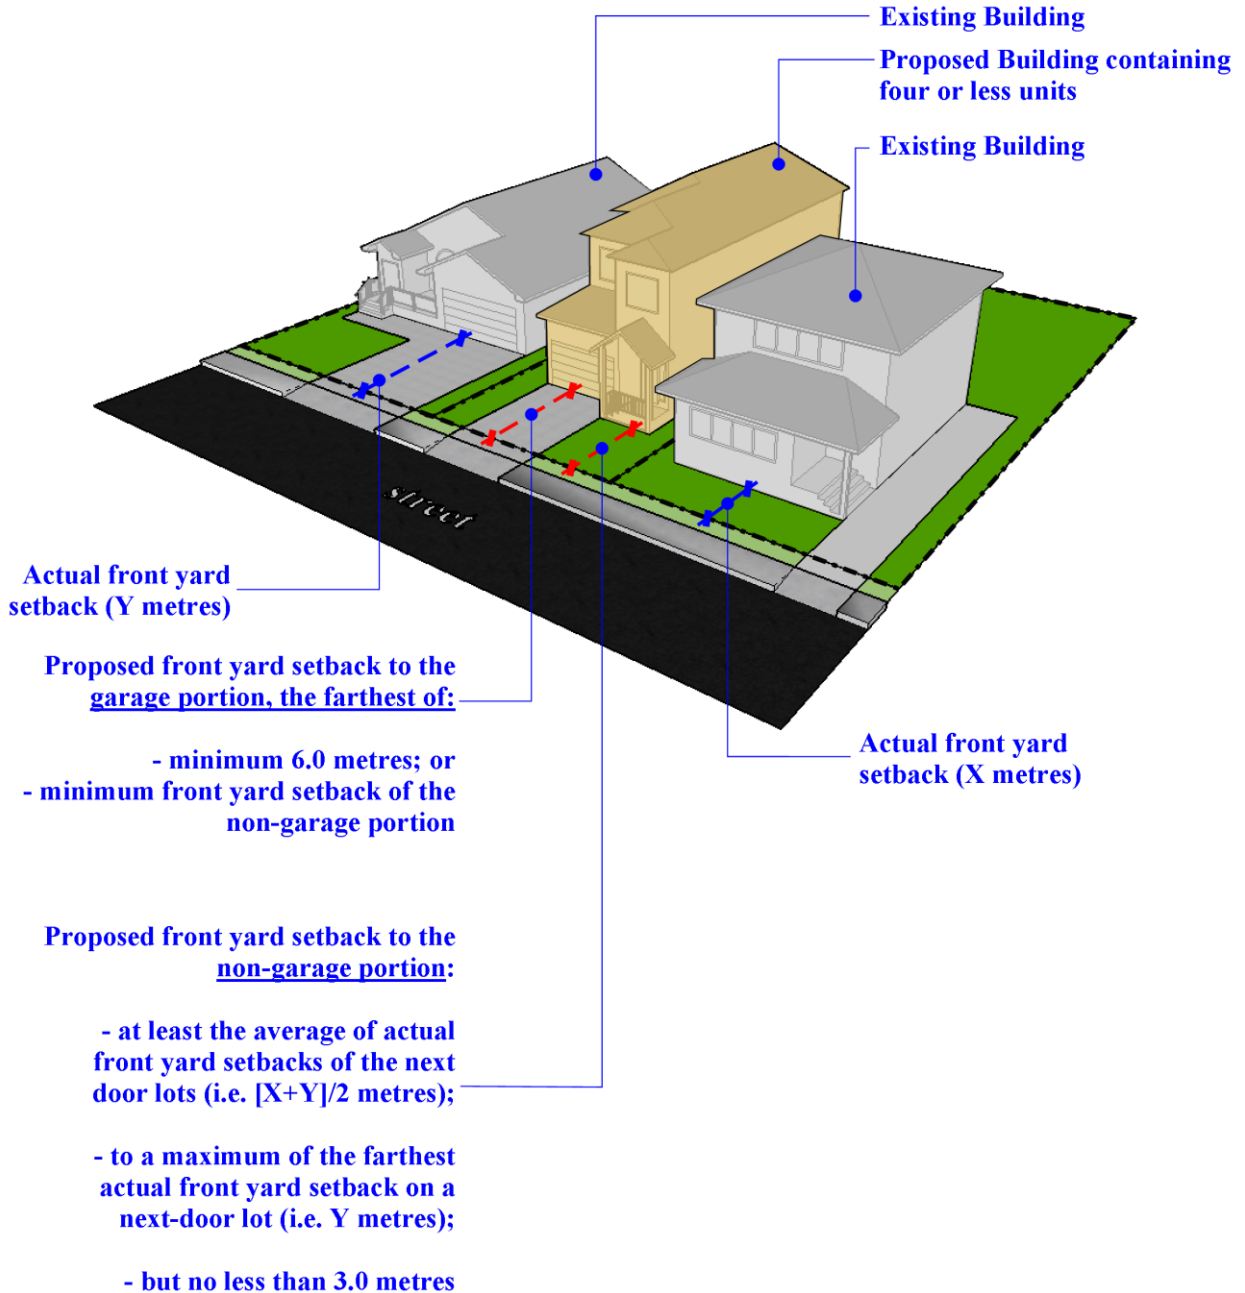 Existing Building
Proposed Building containing
four or less units
Existing Building
street
Actual front yard
setback (Y metres)
Proposed front yard setback to the
garage portion, the farthest of:
- minimum 6.0 metres; or
- minimum front yard setback of the
non-garage portion
Actual front yard
setback (X metres)
Proposed front yard setback to the
non-garage portion:
- at least the average of actual
front yard setbacks of the next
door lots (i.e. [X+Y]/2 metres);
- to a maximum of the farthest
actual front yard setback on a
next-door lot (i.e. Y metres);
- but no less than 3.0 metres